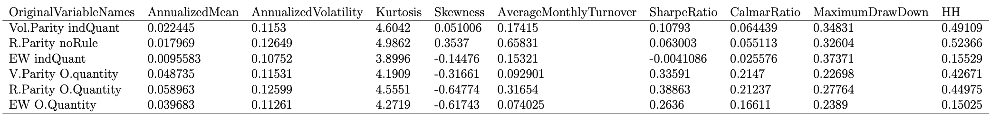 OriginalVariableNames AnnualizedMean AnnualizedVolatility Kurtosis Skewness AverageMonthlyTurnover SharpeRatio CalmarRatio MaximumDrawDown HH
Vol.Parity indQuant 0.022445 0.1153 4.6042 0.051006 0.17415 0.10793 0.064439 0.34831 0.49109
R.Parity noRule 0.017969 0.12649 4.9862 0.3537 0.65831 0.063003 0.055113 0.32604 0.52366
EW indQuant 0.0095583 0.10752 3.8996 -0.14476 0.15321 -0.0041086 0.025576 0.37371 0.15529
V.Parity O.quantity 0.048735 0.11531 4.1909 -0.31661 0.092901 0.33591 0.2147 0.22698 0.42671
R.Parity O.Quantity 0.058963 0.12599 4.5551 -0.64774 0.31654 0.38863 0.21237 0.27764 0.44975
EW O.Quantity 0.039683 0.11261 4.2719 -0.61743 0.074025 0.2636 0.16611 0.2389 0.15025